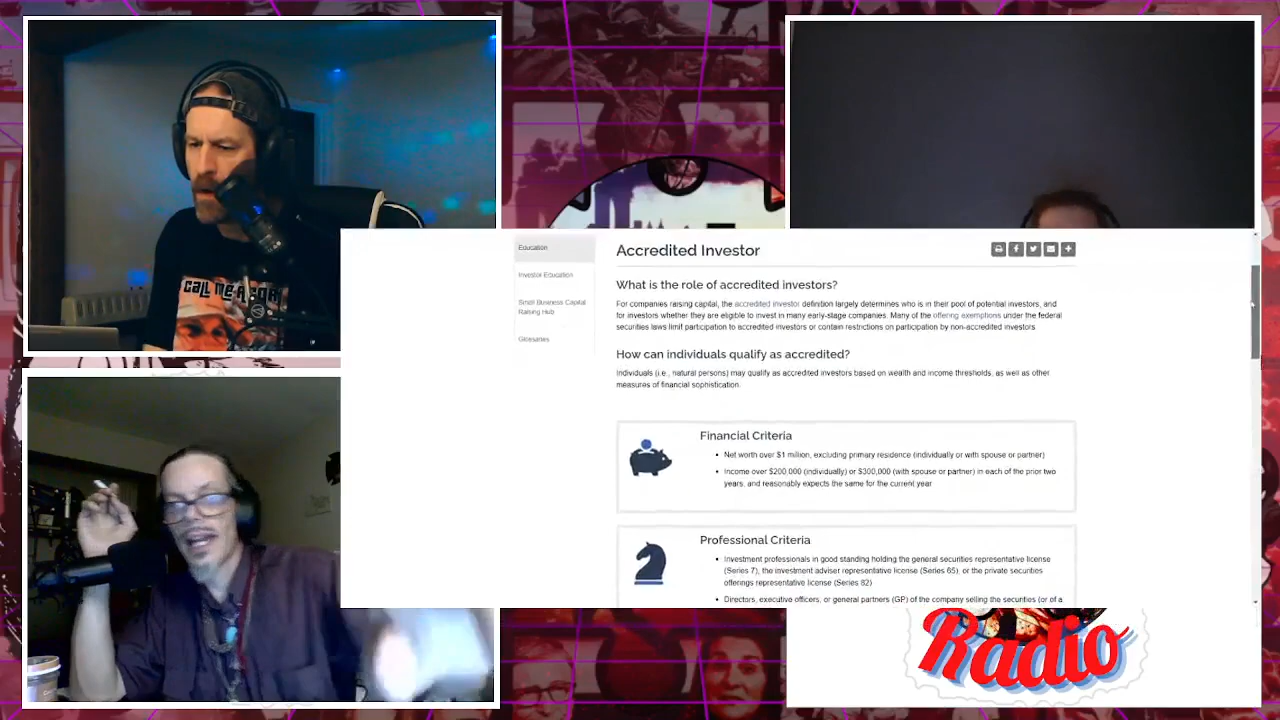 CALL ME A SOR
Education
Investor Education
Small Business Capital
Raising Hub
Glossaries
Accredited Investor
What is the role of accredited investors?
For companies raising capital, the accredited investor definition largely determines who is in their pool of potential investors, and
for investors whether they are eligible to invest in many early-stage companies. Many of the offering exemptions under the federal
securities laws limit participation to accredited investors or contain restrictions on participation by non-accredited investors
How can individuals qualify as accredited?
Individuals (i.e., natural persons) may qualify as accredited investors based on wealth and income thresholds, as well as other
measures of financial sophistication.
Financial Criteria
• Net worth over $1 million, excluding primary residence (individually or with spouse or partner)
• Income over $200,000 (individually) or $300,000 (with spouse or partner) in each of the prior two
years, and reasonably expects the same for the current year
Professional Criteria
• Investment professionals in good standing holding the general securities representative license
(Series 7), the investment adviser representative license (Series 65), or the private securities
offerings representative license (Series 82)
• Directors, executive officers, or general partners (GP) of the company selling the securities (or of a
Radio